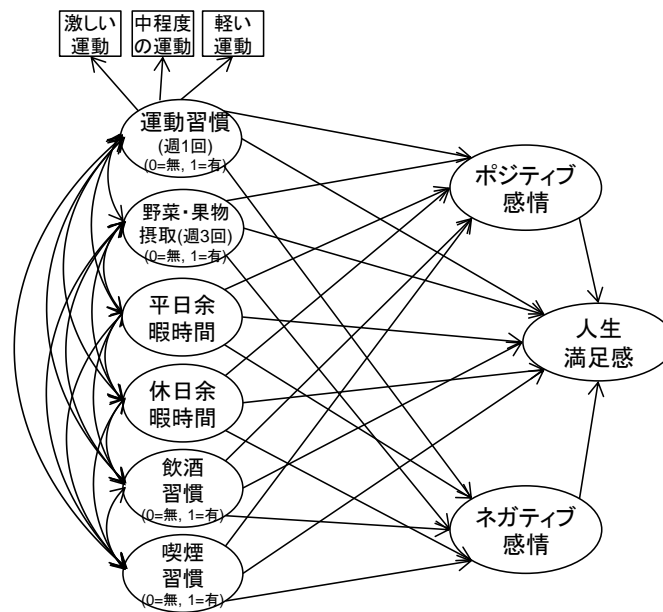 激しい
運動
中程度
の運動
軽い
運動
運動習慣
(週1回)
(0=無, 1=有)
野菜・果物
摂取(週3回)
(0=無, 1=有)
平日余
暇時間
休日余
暇時間
飲酒
習慣
(0=無, 1=有)
喫煙
習慣
(0=無, 1=有)
ポジティブ
感情
人生
満足感
ネガティブ
感情